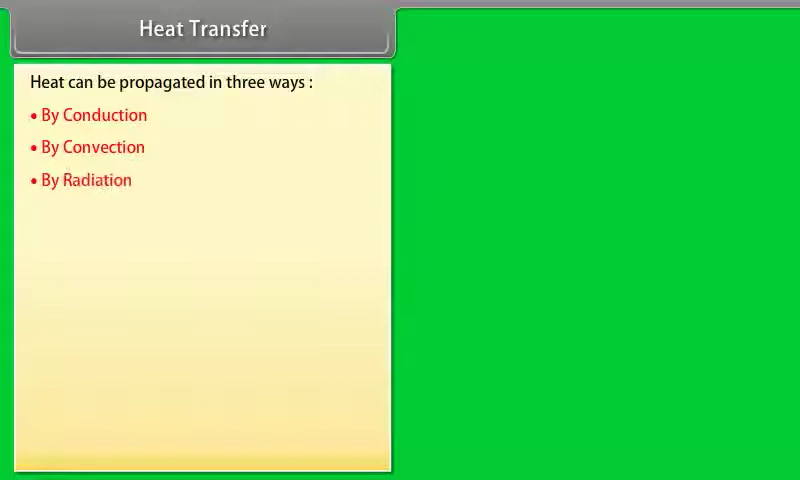 Heat Transfer
Heat can be propagated in three ways :
• By Conduction
• By Convection
• By Radiation